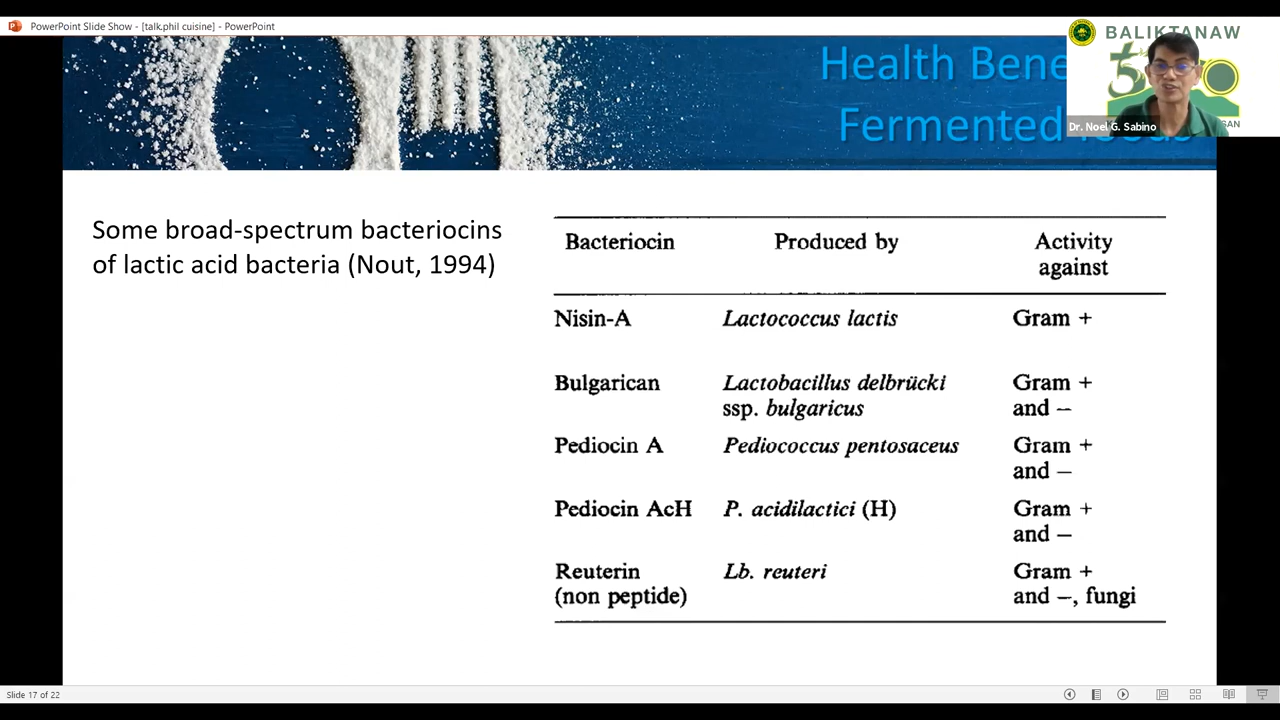 PowerPoint Slide Show - [talk.phil cuisine] - PowerPoint
BALIKTANAW
Health Bene
Fermented
Dr. Noel G. Sabino
Some broad-spectrum bacteriocins
of lactic acid bacteria (Nout, 1994)
Bacteriocin Produced by Activity
against
Nisin-A Lactococcus lactis Gram +
Bulgarican Lactobacillus delbrücki Gram +
ssp. bulgaricus and −
Pediocin A Pediococcus pentosaceus Gram +
and −
Pediocin AcH P. acidilactici (H) Gram +
and −
Reuterin Lb. reuteri Gram +
(non peptide) and −, fungi
Slide 17 of 22